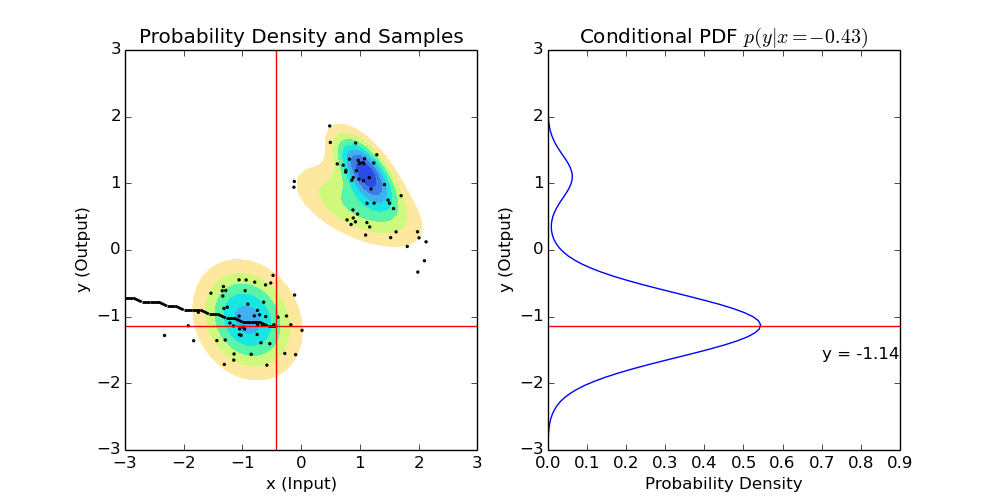 Probability Density and Samples
3
2
1
0
−1
−2
−3
y (Output)
−3 −2 −1 0 1 2 3
x (Input)
Conditional PDF p(y|x=−0.43)
3
2
1
0
−1
−2
−3
y (Output)
y = -1.14
0.0 0.1 0.2 0.3 0.4 0.5 0.6 0.7 0.8 0.9
Probability Density